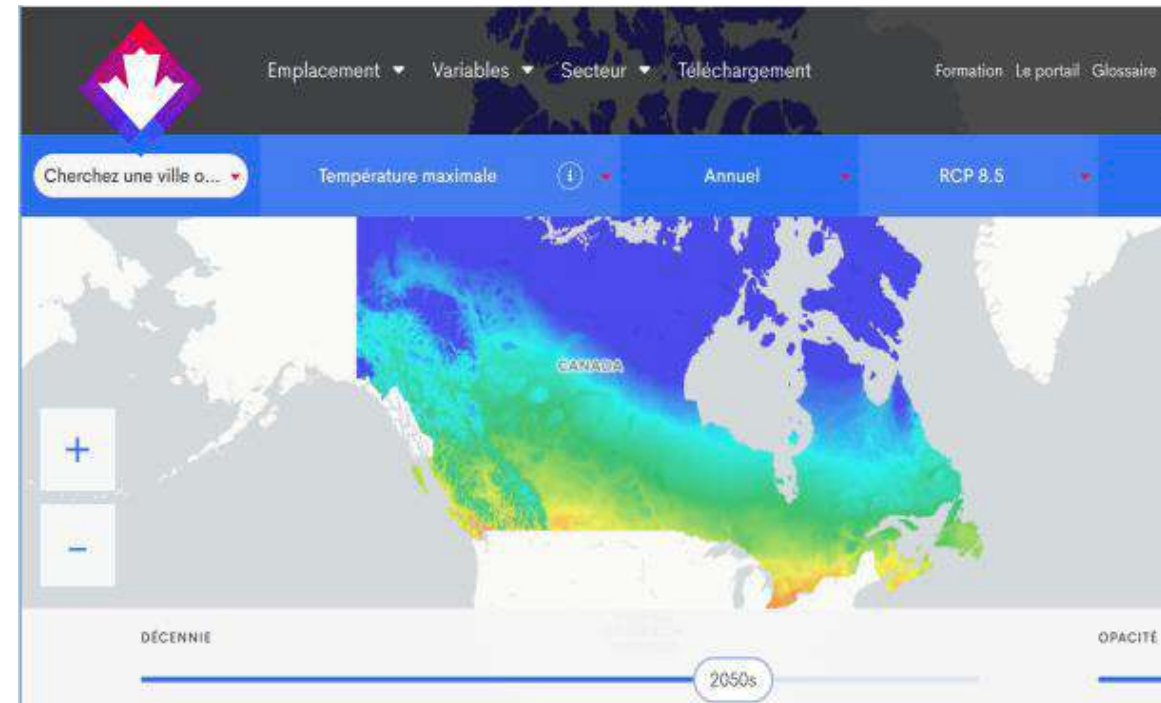 Emplacement Variables Secteur Téléchargement Formation Le portail Glossaire
Cherchez une ville o... Température maximale i Annuel RCP 8.5
CANADA
+
−
DÉCENNIE OPACITÉ
2050s